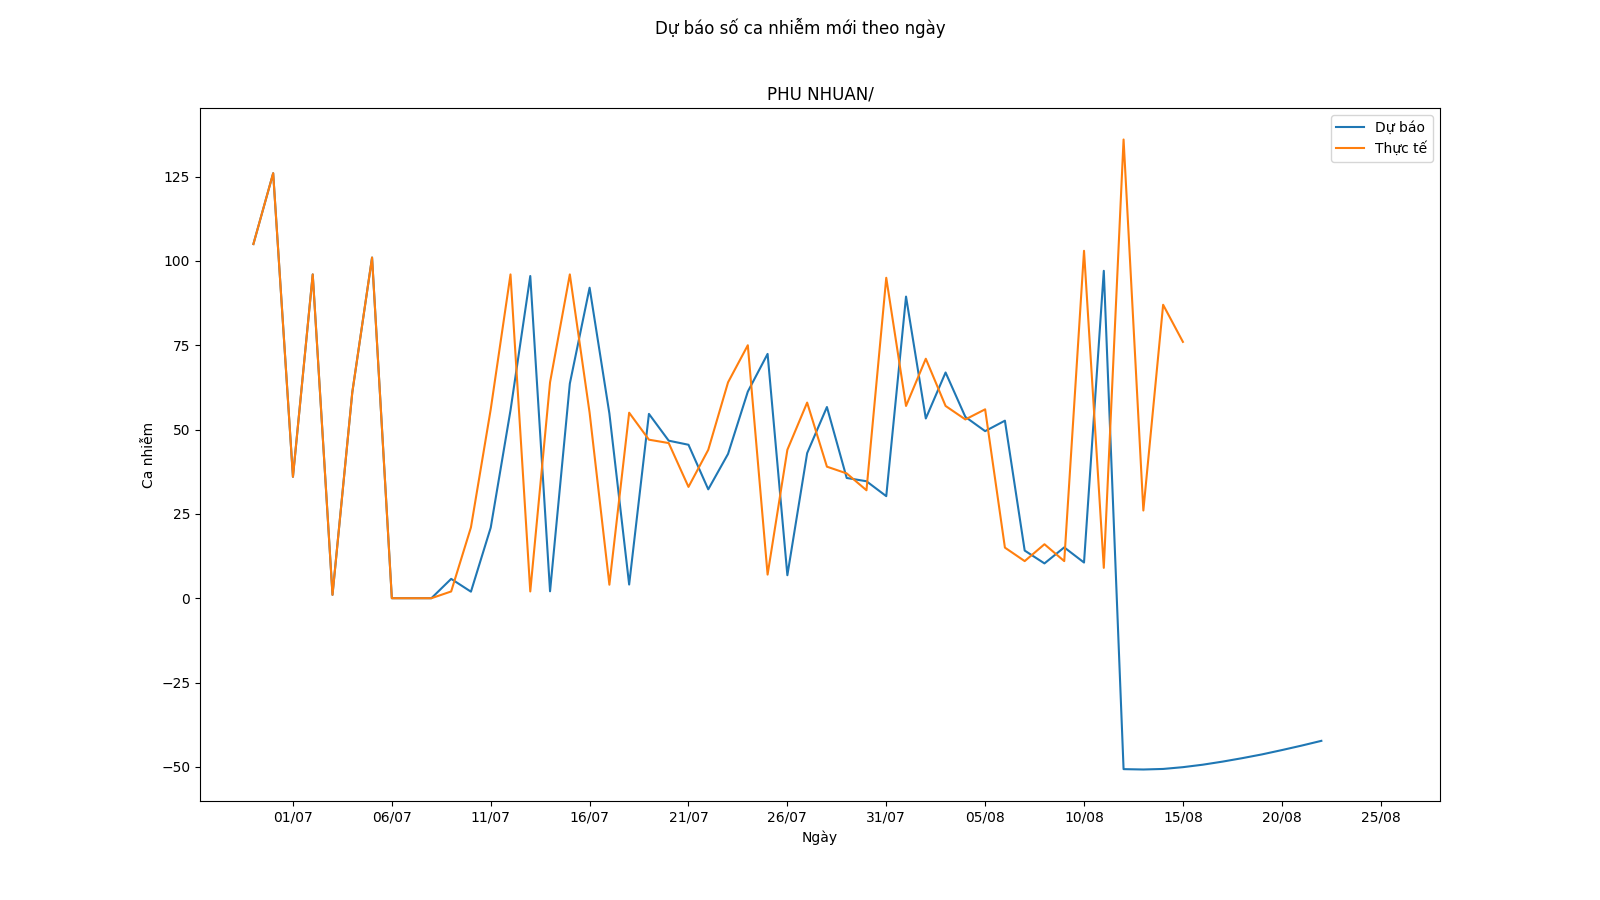 Dự báo số ca nhiễm mới theo ngày
PHU NHUAN/
Dự báo
Thực tế
125
100
75
50
25
0
−25
−50
Ca nhiễm
01/07 06/07 11/07 16/07 21/07 26/07 31/07 05/08 10/08 15/08 20/08 25/08
Ngày